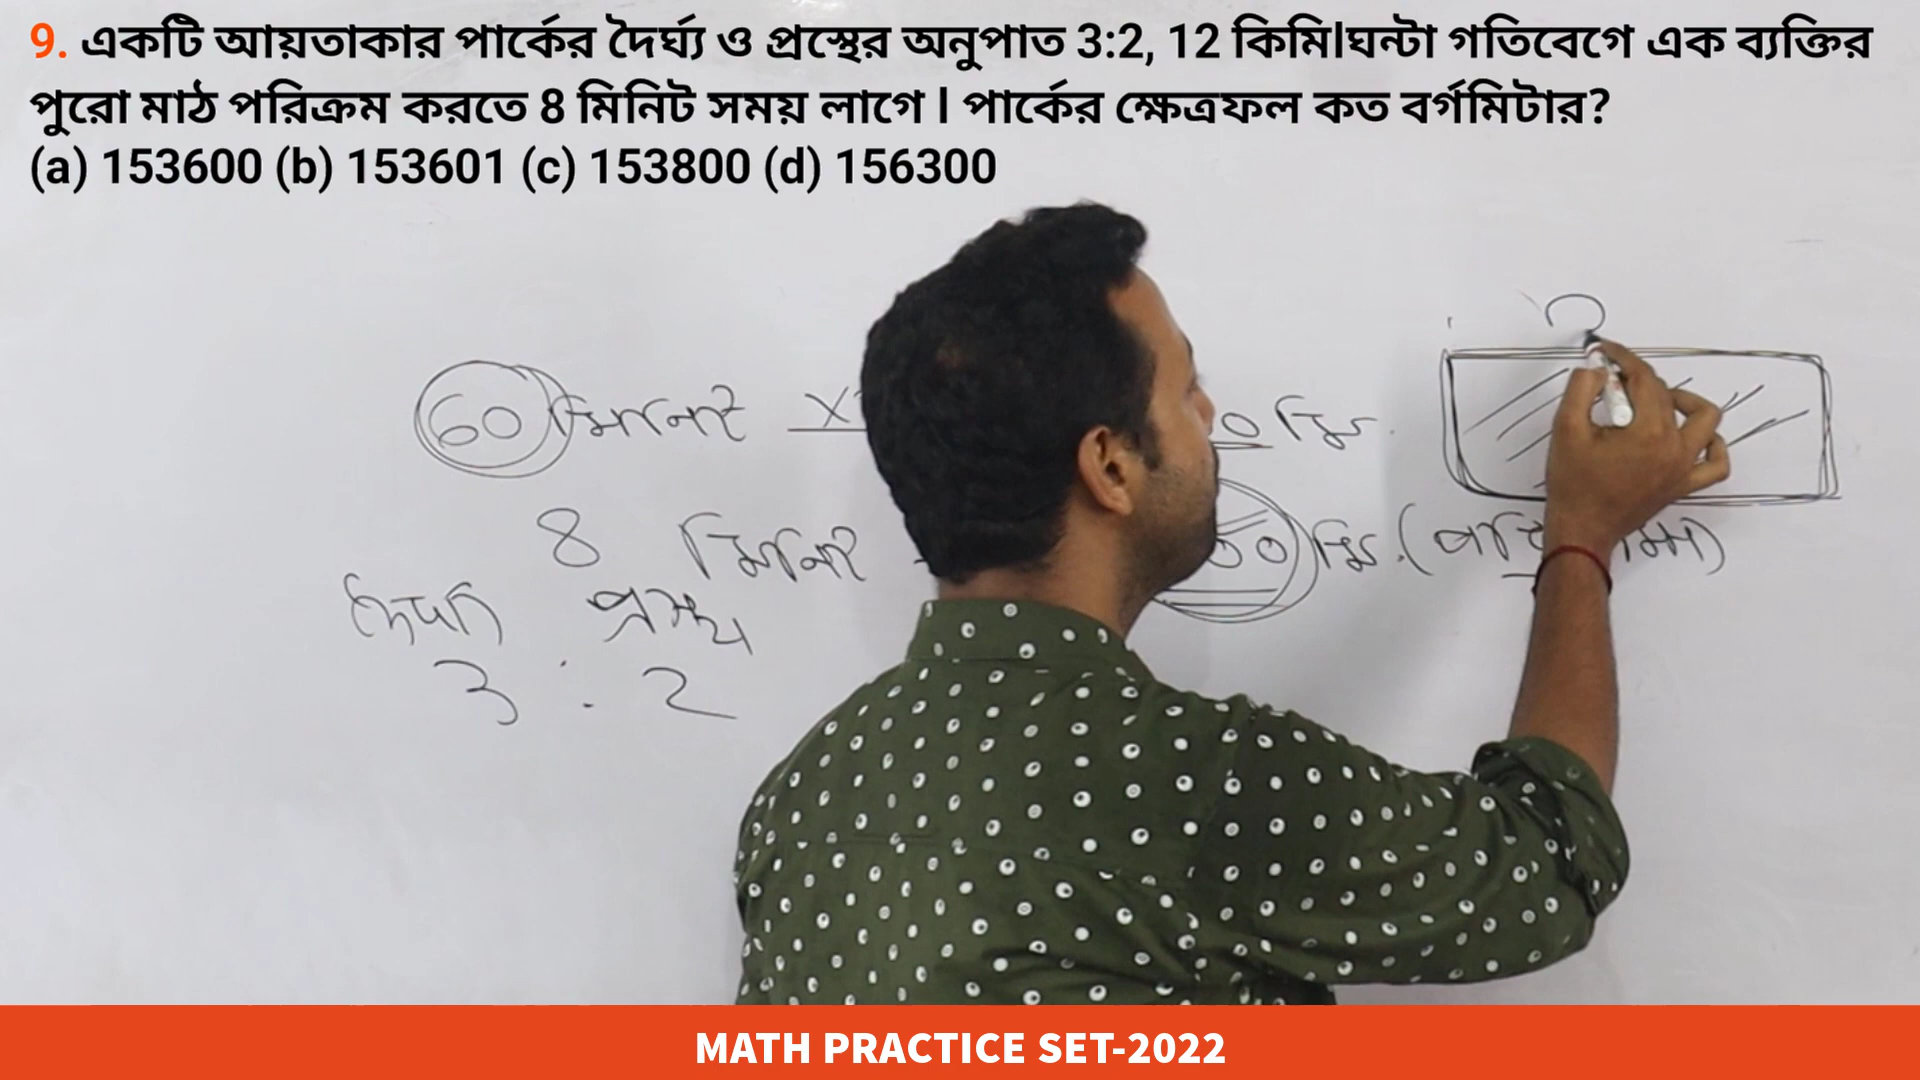 9. একটি আয়তাকার পার্কের দৈর্ঘ্য ও প্রস্থের অনুপাত 3:2, 12 কিমি।ঘন্টা গতিবেগে এক ব্যক্তির
পুরো মাঠ পরিক্রম করতে 8 মিনিট সময় লাগে । পার্কের ক্ষেত্রফল কত বর্গমিটার?
(a) 153600 (b) 153601 (c) 153800 (d) 156300
60 মিনিট X 0 মি.
8 মিনিট মি.
দৈর্ঘ্য প্রস্থ
3 : 2
MATH PRACTICE SET-2022